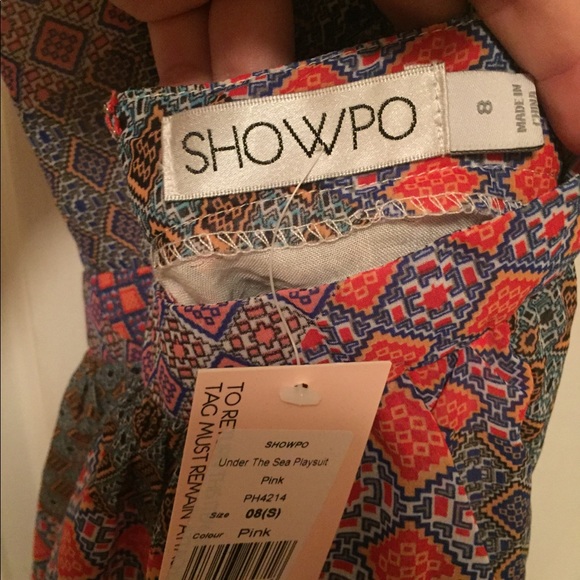 SHOWPO
8
MADE IN
CHINA
TO RE
TAG MUST REMAIN AT
SHOWPO
Under The Sea Playsuit
Pink
PH4214
Size 08(S)
Colour Pink